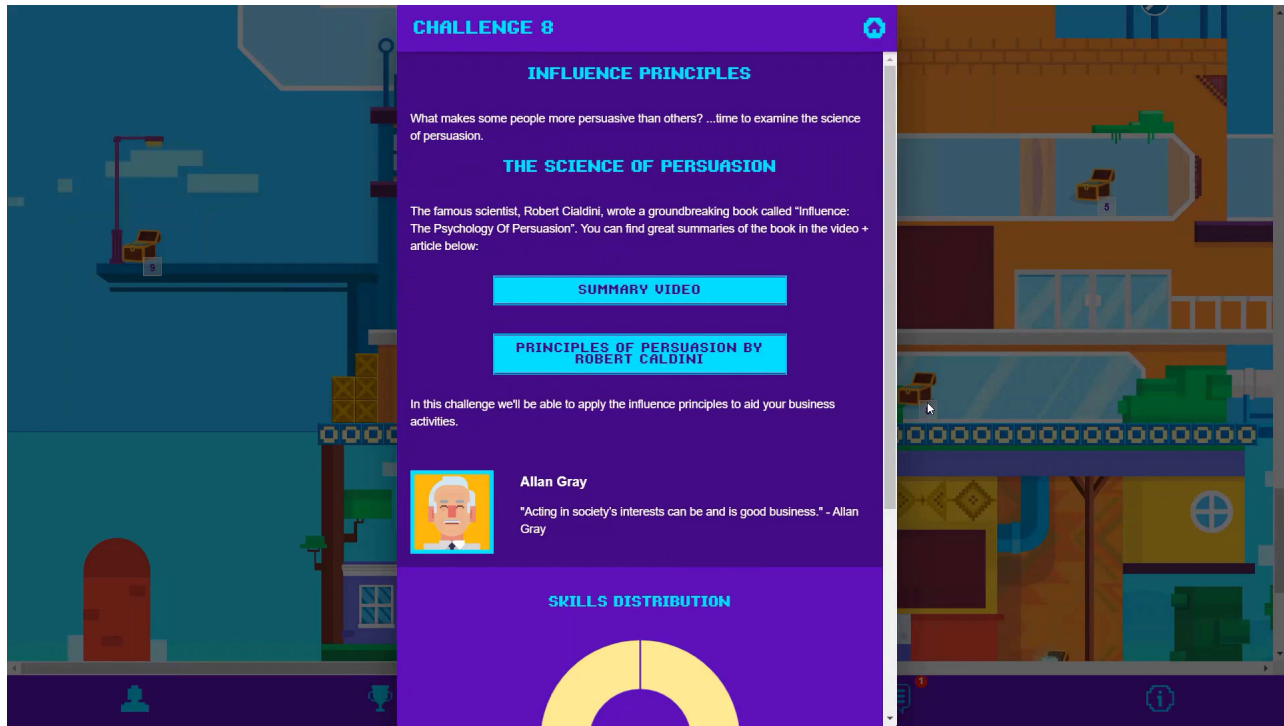 CHALLENGE 8
INFLUENCE PRINCIPLES
What makes some people more persuasive than others? ...time to examine the science
of persuasion.
THE SCIENCE OF PERSUASION
The famous scientist, Robert Cialdini, wrote a groundbreaking book called “Influence:
The Psychology Of Persuasion”. You can find great summaries of the book in the video +
article below:
SUMMARY VIDEO
PRINCIPLES OF PERSUASION BY
ROBERT CALDINI
In this challenge we'll be able to apply the influence principles to aid your business
activities.
Allan Gray
"Acting in society’s interests can be and is good business." - Allan
Gray
SKILLS DISTRIBUTION
9
5
1